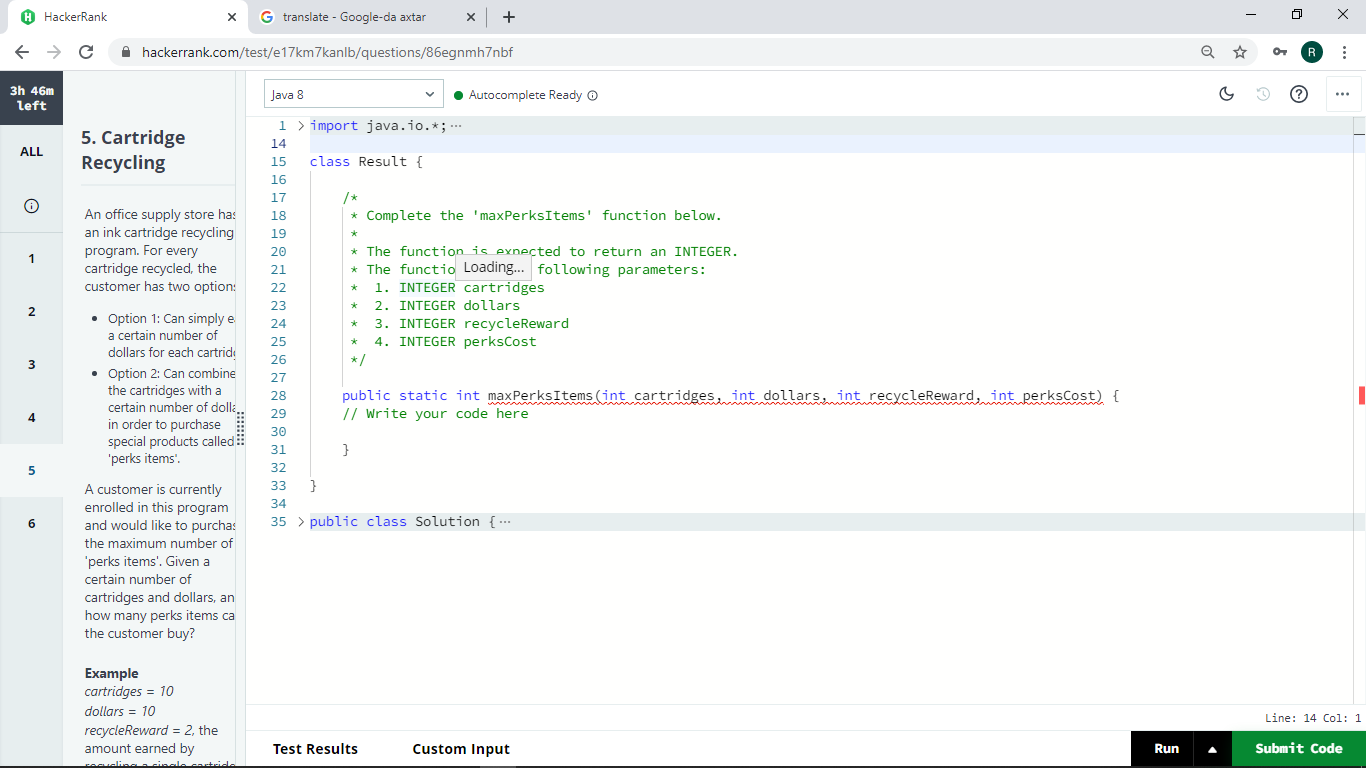 HackerRank
translate - Google-da axtar
hackerrank.com/test/e17km7kanlb/questions/86egnmh7nbf
R
3h 46m
left
ALL
1
2
3
4
5
6
5. Cartridge
Recycling
An office supply store has
an ink cartridge recycling
program. For every
cartridge recycled, the
customer has two options
Option 1: Can simply e
a certain number of
dollars for each cartridg
Option 2: Can combine
the cartridges with a
certain number of dolla
in order to purchase
special products called
'perks items'.
A customer is currently
enrolled in this program
and would like to purchas
the maximum number of
'perks items'. Given a
certain number of
cartridges and dollars, an
how many perks items ca
the customer buy?
Example
cartridges = 10
dollars = 10
recycleReward = 2, the
amount earned by
recycling a single cartridge
Java 8
Autocomplete Ready
1 import java.io.*;
14
15 class Result {
16
17 /*
18 * Complete the 'maxPerksItems' function below.
19 *
20 * The function is expected to return an INTEGER.
21 * The functio Loading... following parameters:
22 * 1. INTEGER cartridges
23 * 2. INTEGER dollars
24 * 3. INTEGER recycleReward
25 * 4. INTEGER perksCost
26 */
27
28 public static int maxPerksItems(int cartridges, int dollars, int recycleReward, int perksCost) {
29 // Write your code here
30
31 }
32
33 }
34
35 public class Solution {
Line: 14 Col: 1
Test Results
Custom Input
Run
Submit Code